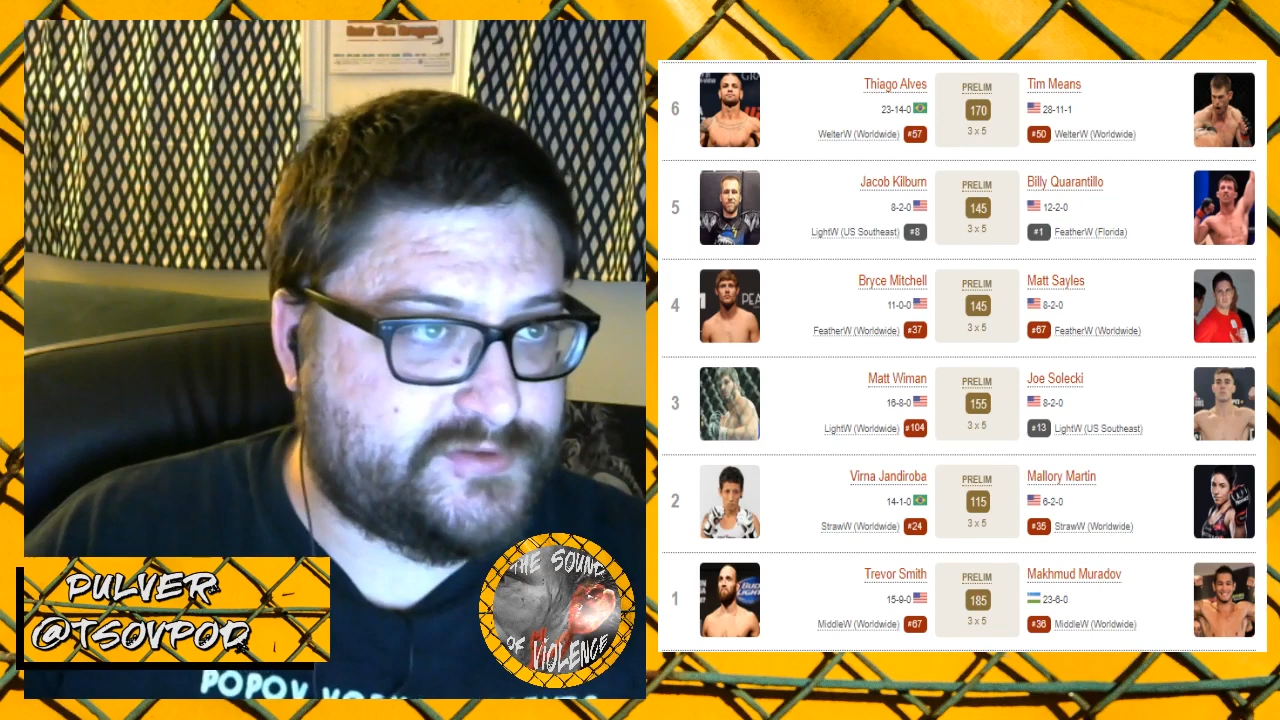 PULVER
@TSOVPOD
THE SOUND
OF VIOLENCE
POPOV
6
Thiago Alves
23-14-0
WelterW (Worldwide) #57
PRELIM
170
3 x 5
Tim Means
28-11-1
#50 WelterW (Worldwide)
5
Jacob Kilburn
8-2-0
LightW (US Southeast) #8
PRELIM
145
3 x 5
Billy Quarantillo
12-2-0
#1 FeatherW (Florida)
4
Bryce Mitchell
11-0-0
FeatherW (Worldwide) #37
PRELIM
145
3 x 5
Matt Sayles
8-2-0
#67 FeatherW (Worldwide)
3
Matt Wiman
16-8-0
LightW (Worldwide) #104
PRELIM
155
3 x 5
Joe Solecki
8-2-0
#13 LightW (US Southeast)
2
Virna Jandiroba
14-1-0
StrawW (Worldwide) #24
PRELIM
115
3 x 5
Mallory Martin
6-2-0
#35 StrawW (Worldwide)
1
Trevor Smith
15-9-0
MiddleW (Worldwide) #67
PRELIM
185
3 x 5
Makhmud Muradov
23-6-0
#36 MiddleW (Worldwide)